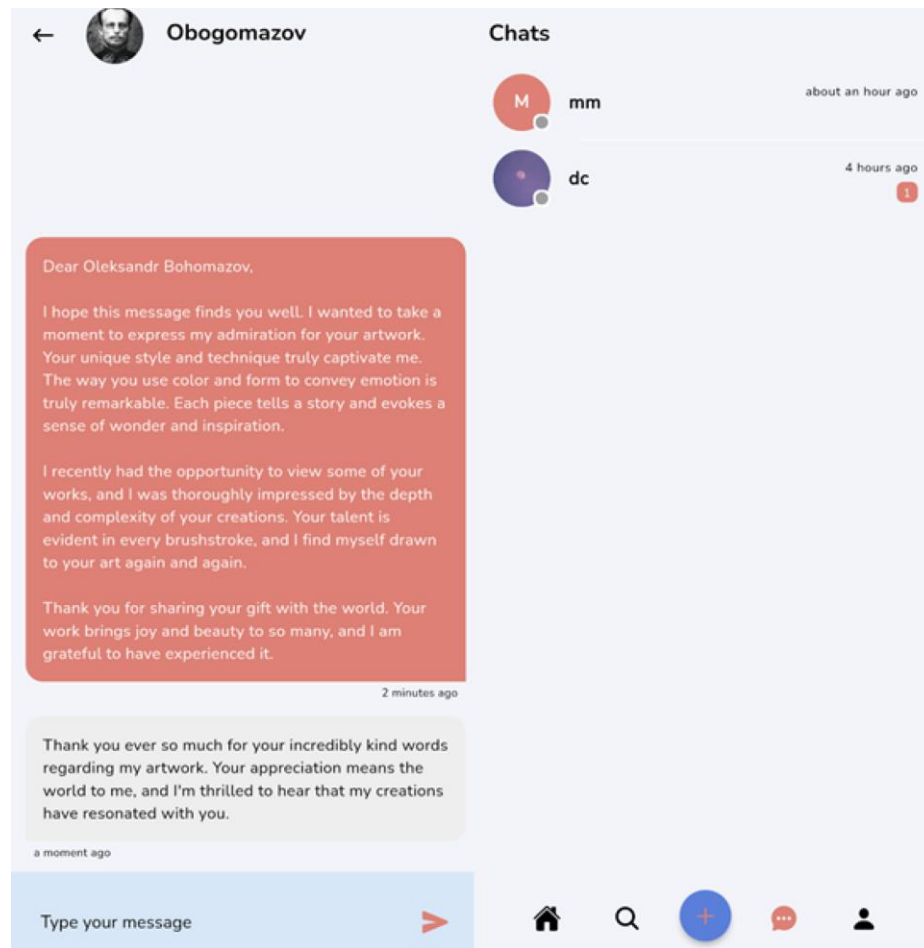 Obogomazov
Dear Oleksandr Bohomazov,
I hope this message finds you well. I wanted to take a
moment to express my admiration for your artwork.
Your unique style and technique truly captivate me.
The way you use color and form to convey emotion is
truly remarkable. Each piece tells a story and evokes a
sense of wonder and inspiration.
I recently had the opportunity to view some of your
works, and I was thoroughly impressed by the depth
and complexity of your creations. Your talent is
evident in every brushstroke, and I find myself drawn
to your art again and again.
Thank you for sharing your gift with the world. Your
work brings joy and beauty to so many, and I am
grateful to have experienced it.
2 minutes ago
Thank you ever so much for your incredibly kind words
regarding my artwork. Your appreciation means the
world to me, and I'm thrilled to hear that my creations
have resonated with you.
a moment ago
Type your message
Chats
M
mm
about an hour ago
dc
4 hours ago
1